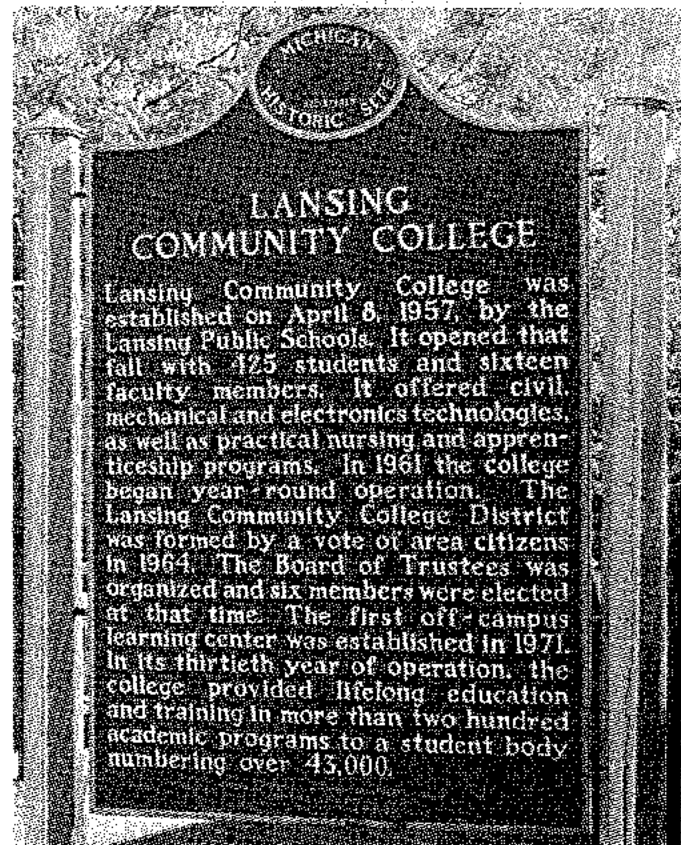 MICHIGAN
HISTORIC SITE
LANSING
COMMUNITY COLLEGE
Lansing Community College was
established on April 8, 1957, by the
Lansing Public Schools. It opened that
fall with 425 students and sixteen
faculty members. It offered civil,
mechanical and electronics technologies,
as well as practical nursing and appren-
ticeship programs. In 1961 the college
began year-round operation. The
Lansing Community College District
was formed by a vote of area citizens
in 1964. The Board of Trustees was
organized and six members were elected
at that time. The first off-campus
learning center was established in 1971.
In its thirtieth year of operation, the
college provided lifelong education
and training in more than two hundred
academic programs to a student body
numbering over 43,000.